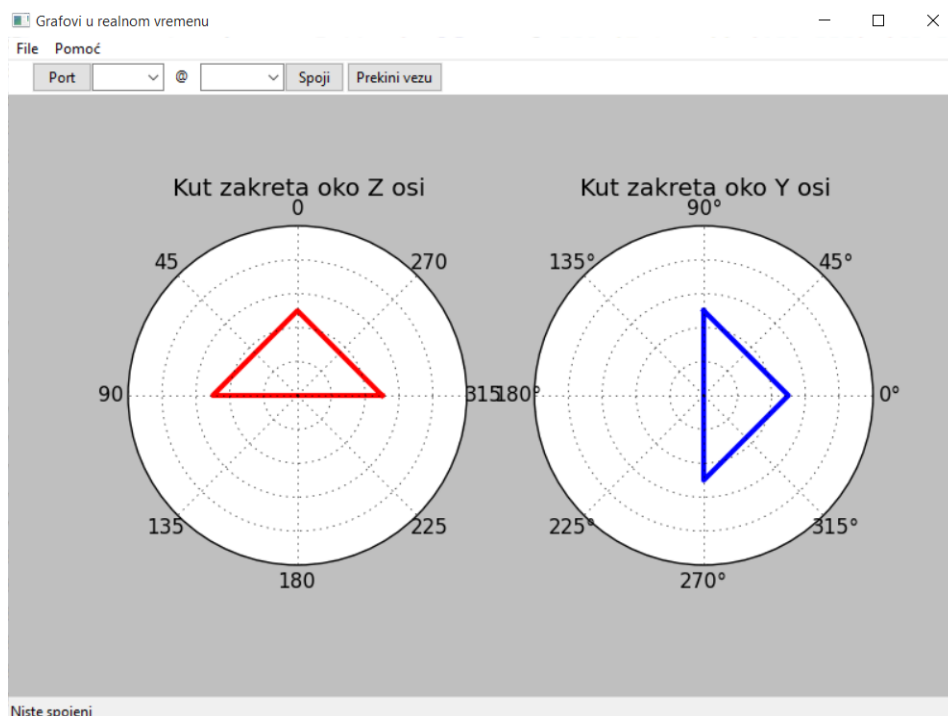 Grafovi u realnom vremenu
File Pomoć
Port @ Spoji Prekini vezu
Kut zakreta oko Z osi Kut zakreta oko Y osi
0 90°
45 270 135° 45°
90 315 180° 0°
135 225 225° 315°
180 270°
Niste spojeni